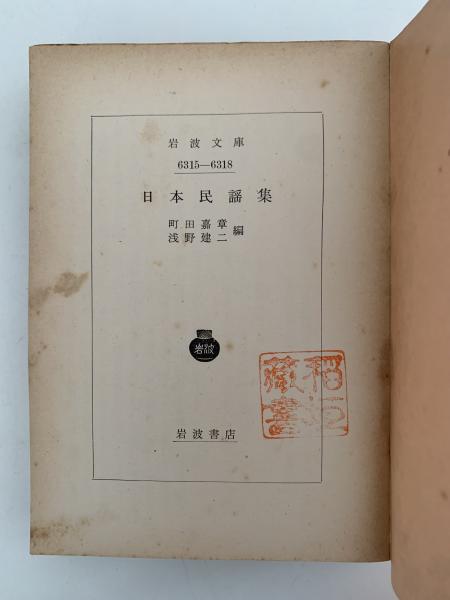 岩波文庫
6315—6318
日本民謡集
町田嘉章
浅野建二 編
岩波
岩波書店